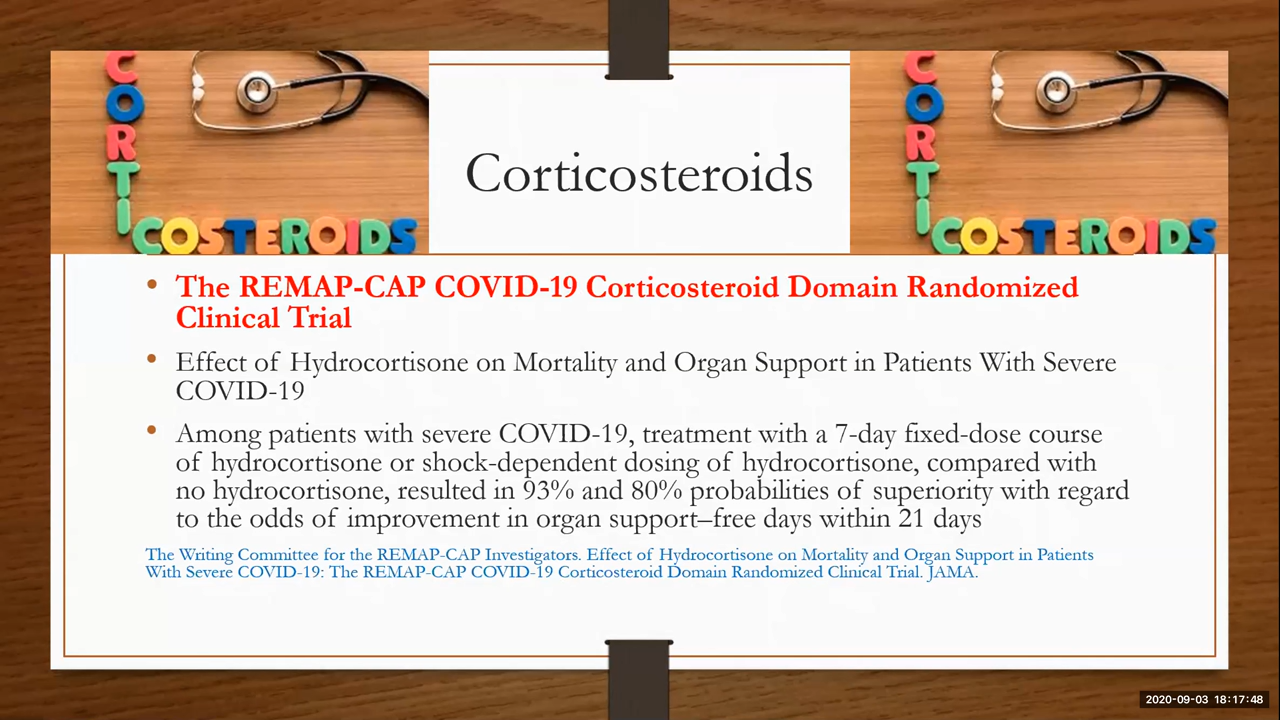 CORTICOSTEROIDS
Corticosteroids
CORTICOSTEROIDS
• The REMAP-CAP COVID-19 Corticosteroid Domain Randomized
Clinical Trial
• Effect of Hydrocortisone on Mortality and Organ Support in Patients With Severe
COVID-19
• Among patients with severe COVID-19, treatment with a 7-day fixed-dose course
of hydrocortisone or shock-dependent dosing of hydrocortisone, compared with
no hydrocortisone, resulted in 93% and 80% probabilities of superiority with regard
to the odds of improvement in organ support–free days within 21 days
The Writing Committee for the REMAP-CAP Investigators. Effect of Hydrocortisone on Mortality and Organ Support in Patients
With Severe COVID-19: The REMAP-CAP COVID-19 Corticosteroid Domain Randomized Clinical Trial. JAMA.
2020-09-03 18:17:48